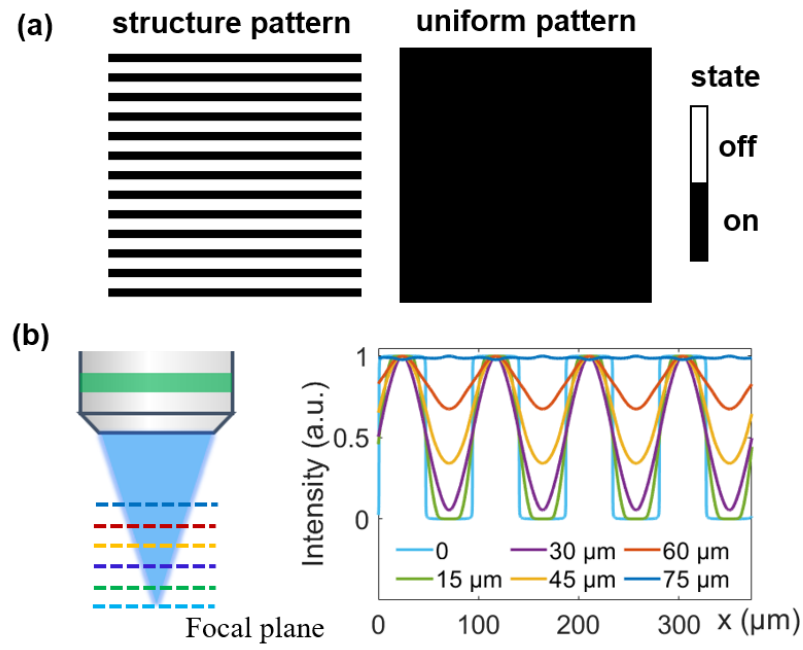 (a)
structure pattern
uniform pattern
state
off
on
(b)
Focal plane
Intensity (a.u.)
1
0.5
0
0
30 μm
60 μm
15 μm
45 μm
75 μm
0
100
200
300
x (μm)